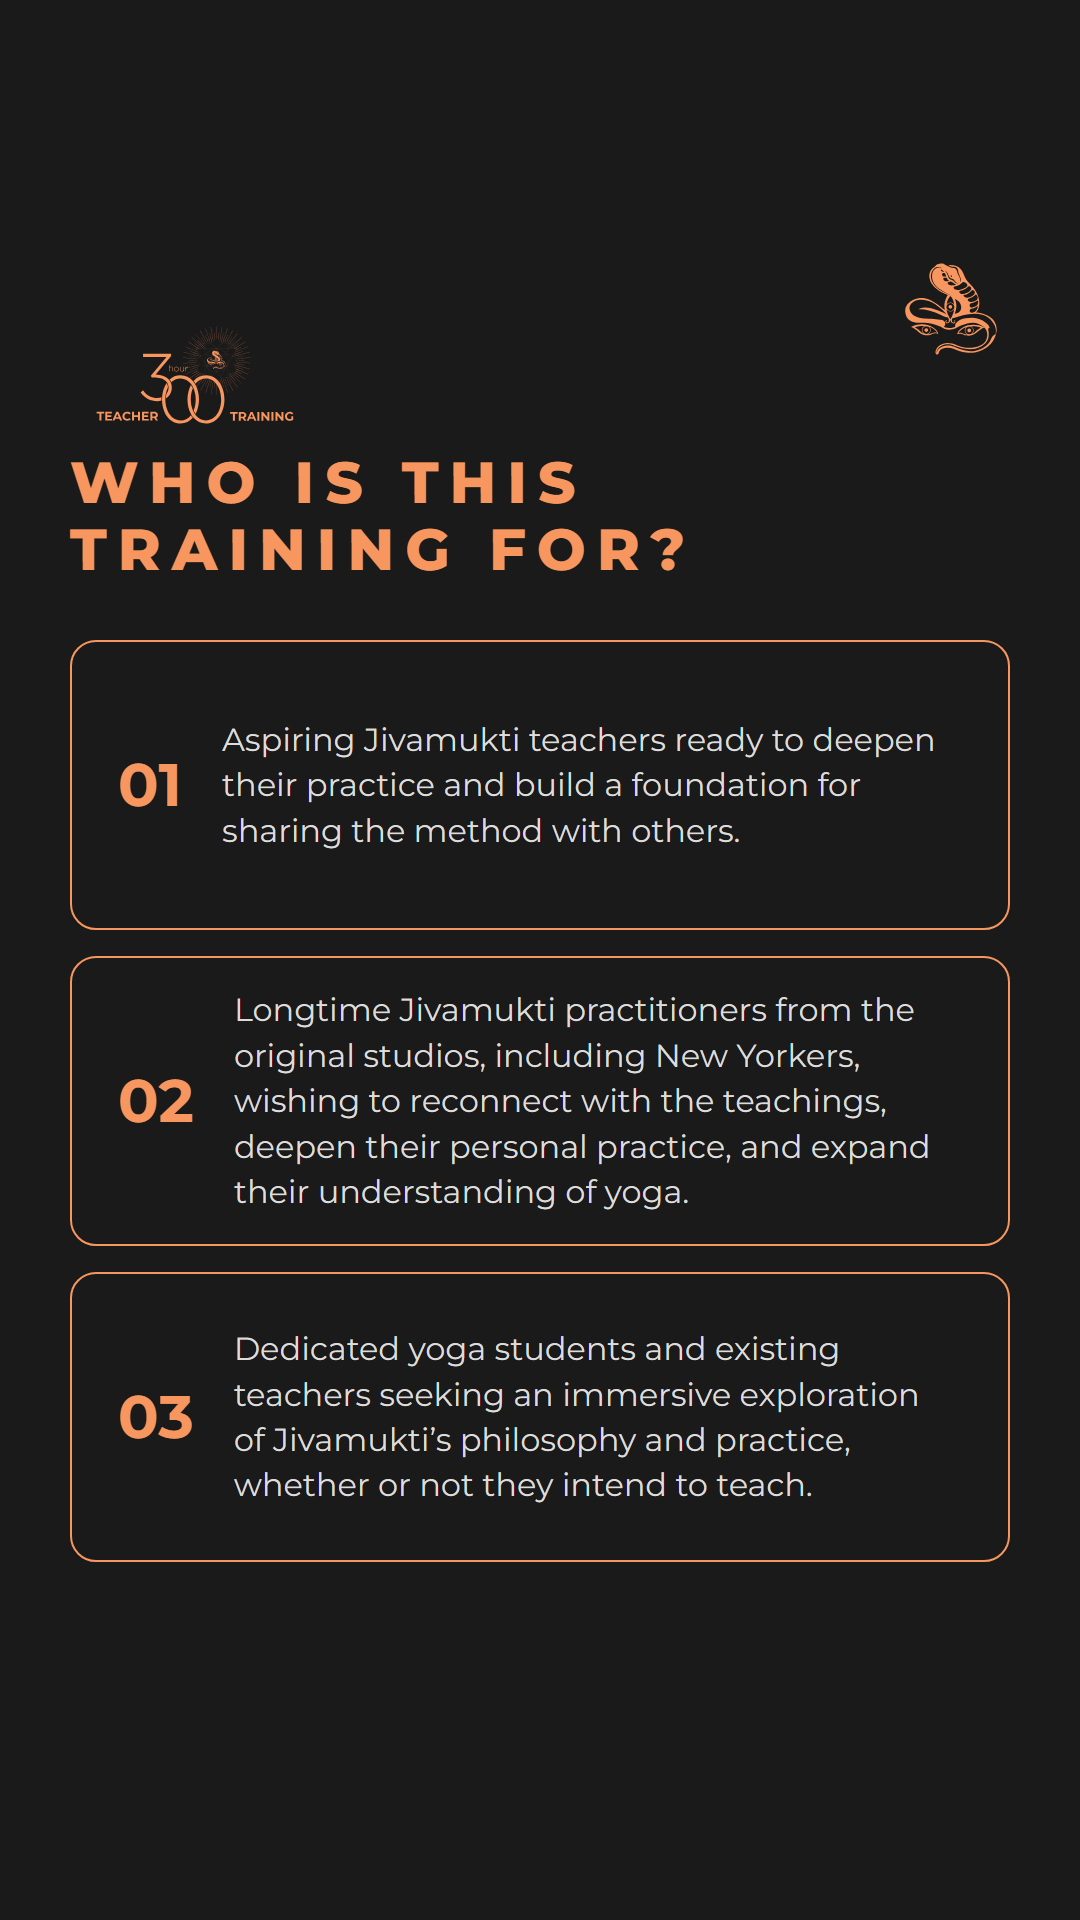 300
hour
TEACHER TRAINING
WHO IS THIS
TRAINING FOR?
01
Aspiring Jivamukti teachers ready to deepen
their practice and build a foundation for
sharing the method with others.
02
Longtime Jivamukti practitioners from the
original studios, including New Yorkers,
wishing to reconnect with the teachings,
deepen their personal practice, and expand
their understanding of yoga.
03
Dedicated yoga students and existing
teachers seeking an immersive exploration
of Jivamukti’s philosophy and practice,
whether or not they intend to teach.